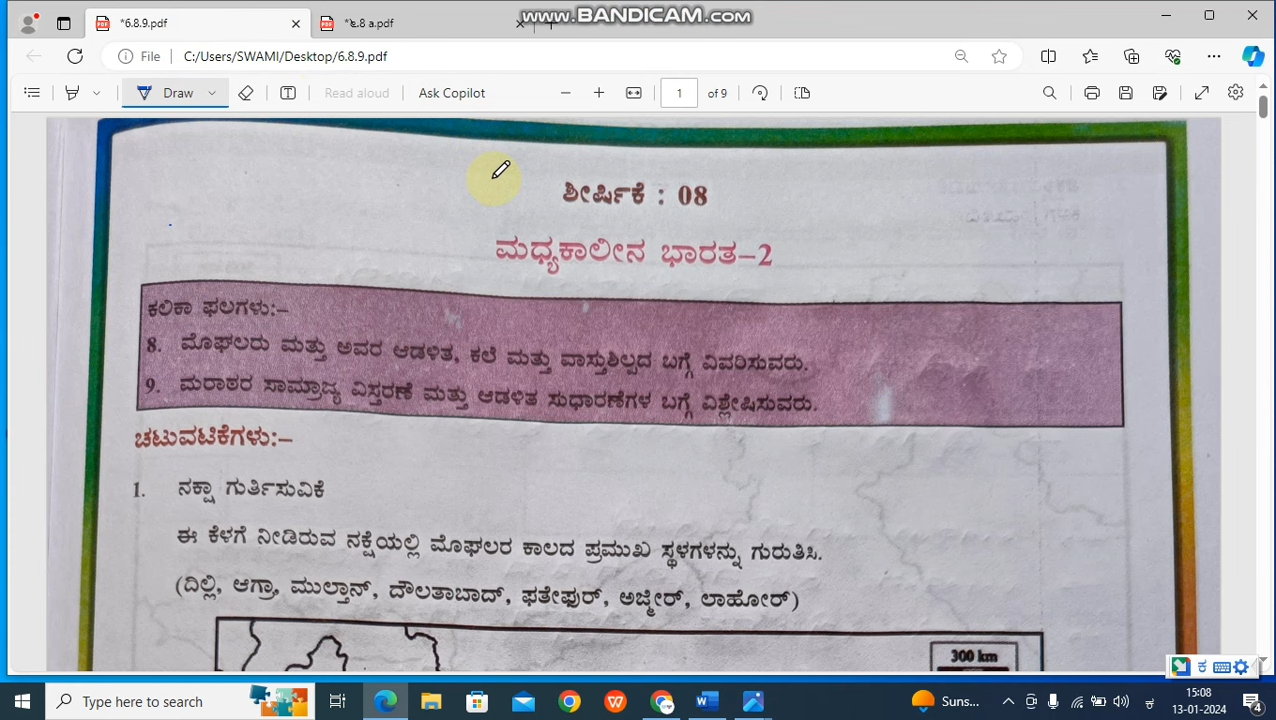 www.BANDICAM.com
*6.8.9.pdf
File C:/Users/SWAMI/Desktop/6.8.9.pdf
Draw
Read aloud
Ask Copilot
1 of 9
ಶೀರ್ಷಿಕೆ : 08
ಮಧ್ಯಕಾಲೀನ ಭಾರತ–2
ಕಲಿಕಾ ಫಲಗಳು:–
8. ಮೊಘಲರು ಮತ್ತು ಅವರ ಆಡಳಿತ, ಕಲೆ ಮತ್ತು ವಾಸ್ತುಶಿಲ್ಪದ ಬಗ್ಗೆ ವಿವರಿಸುವರು.
9. ಮರಾಠರ ಸಾಮ್ರಾಜ್ಯ ವಿಸ್ತರಣೆ ಮತ್ತು ಆಡಳಿತ ಸುಧಾರಣೆಗಳ ಬಗ್ಗೆ ವಿಶ್ಲೇಷಿಸುವರು.
ಚಟುವಟಿಕೆಗಳು:–
1. ನಕ್ಷಾ ಗುರ್ತಿಸುವಿಕೆ
ಈ ಕೆಳಗೆ ನೀಡಿರುವ ನಕ್ಷೆಯಲ್ಲಿ ಮೊಘಲರ ಕಾಲದ ಪ್ರಮುಖ ಸ್ಥಳಗಳನ್ನು ಗುರುತಿಸಿ.
(ದಿಲ್ಲಿ, ಆಗ್ರಾ, ಮುಲ್ತಾನ್, ದೌಲತಾಬಾದ್, ಫತೇಫುರ್, ಅಜ್ಮೀರ್, ಲಾಹೋರ್)
300 km
Type here to search
Suns...
15:08
13-01-2024
4